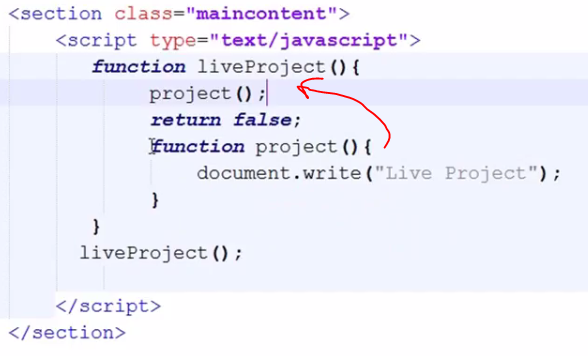 <section class="maincontent">
<script type="text/javascript">
function liveProject(){
project();
return false;
function project(){
document.write("Live Project");
}
}
liveProject();
</script>
</section>